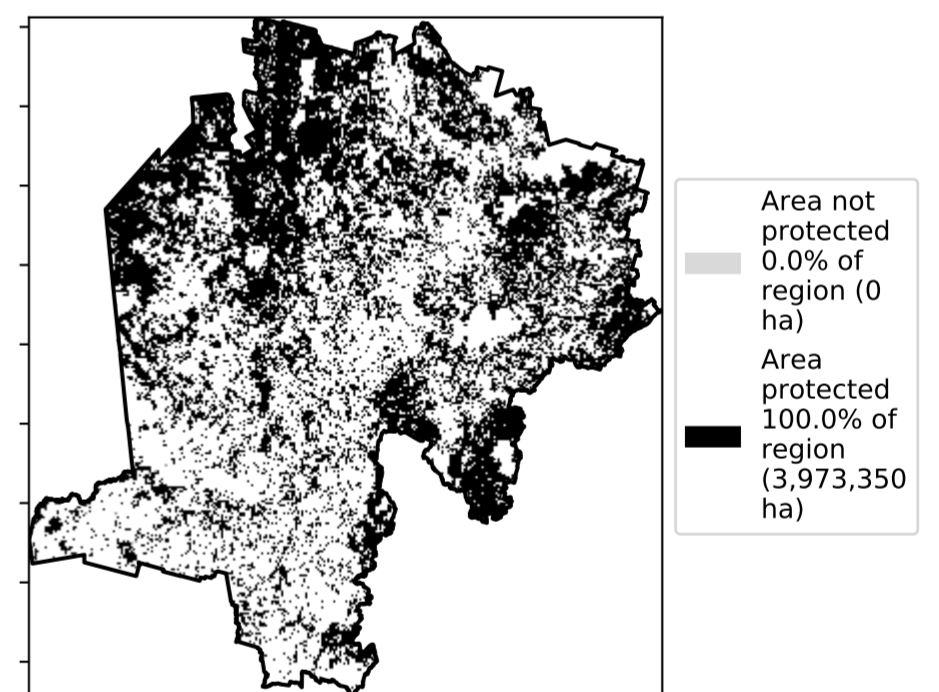 Area not
protected
0.0% of
region (0
ha)
Area
protected
100.0% of
region
(3,973,350
ha)